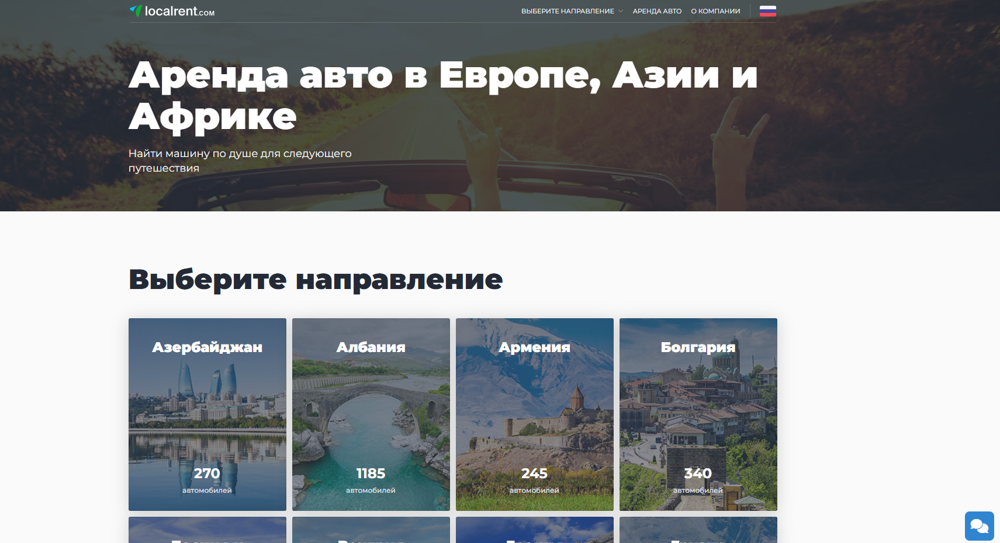 localrent.com
ВЫБЕРИТЕ НАПРАВЛЕНИЕ АРЕНДА АВТО О КОМПАНИИ
Аренда авто в Европе, Азии и
Африке
Найти машину по душе для следующего
путешествия
Выберите направление
Азербайджан
270
автомобилей
Албания
1185
автомобилей
Армения
245
автомобилей
Болгария
340
автомобилей